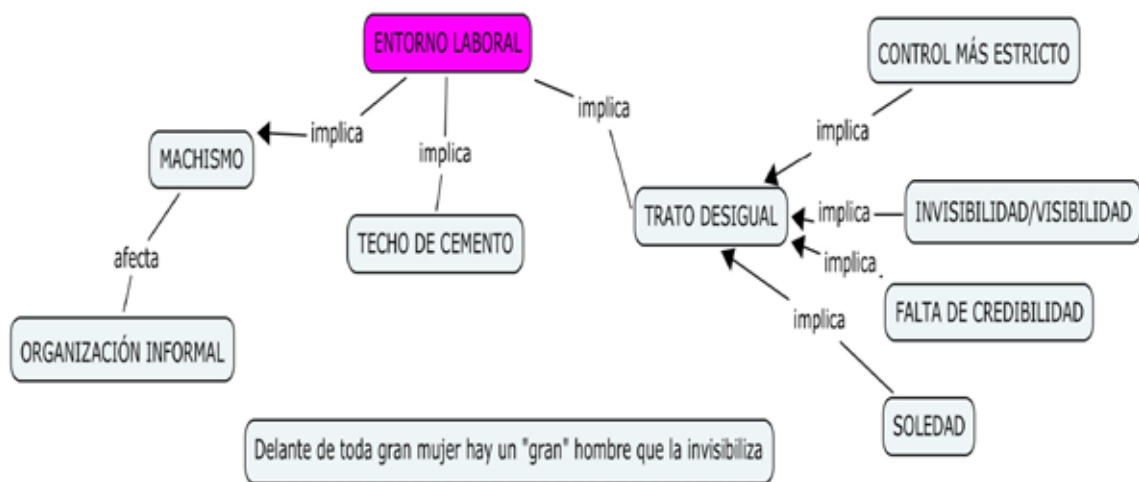 ENTORNO LABORAL
CONTROL MÁS ESTRICTO
implica
implica
implica
implica
MACHISMO
TECHO DE CEMENTO
TRATO DESIGUAL
implica
INVISIBILIDAD/VISIBILIDAD
afecta
implica
FALTA DE CREDIBILIDAD
implica
ORGANIZACIÓN INFORMAL
SOLEDAD
Delante de toda gran mujer hay un "gran" hombre que la invisibiliza